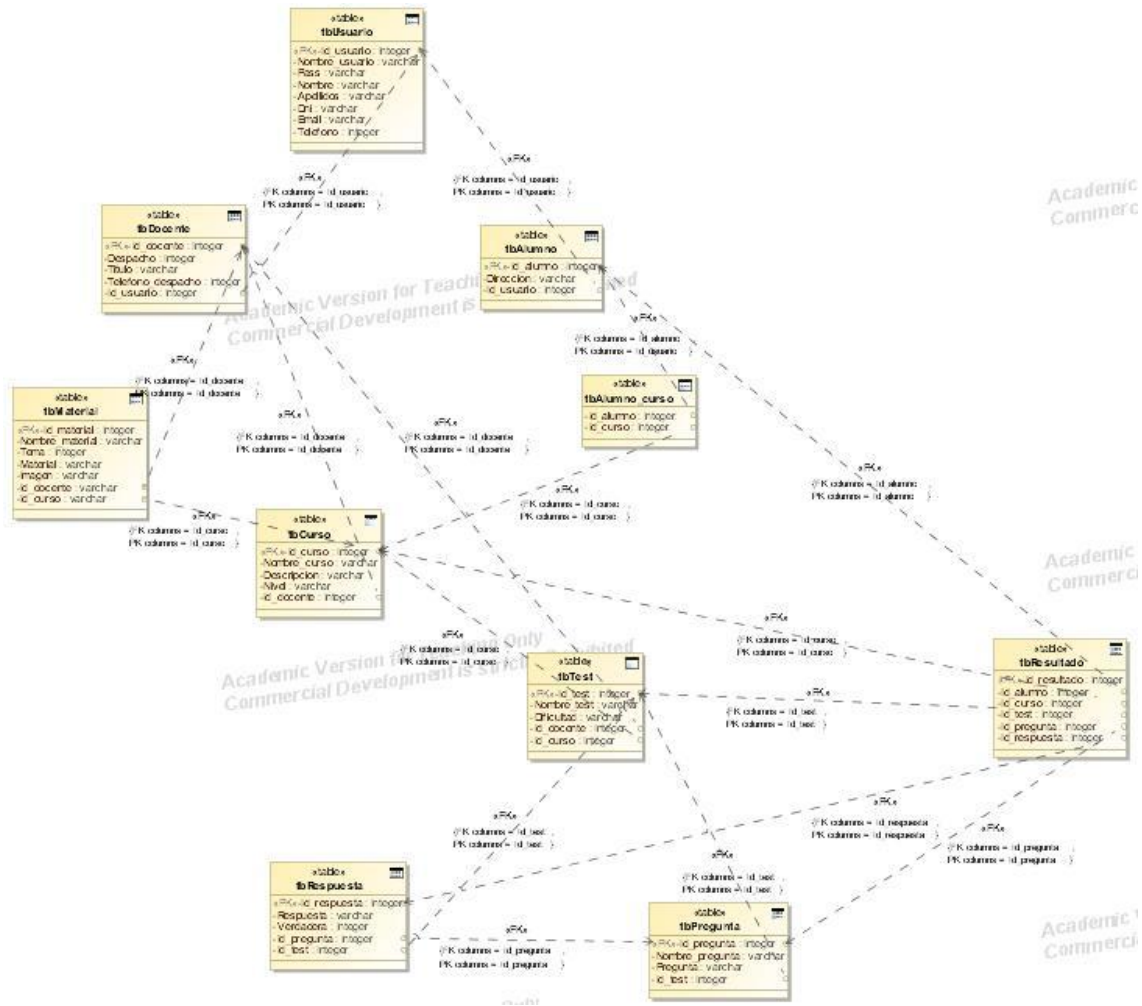 «table»
tbUsuario
«PK»-Id_usuario : Integer
-Nombre_usuario : varchar
-Pass : varchar
-Nombre : varchar
-Apellidos : varchar
-Dni : varchar
-Email : varchar
-Telefono : Integer
«FK»
{FK columns = Id_usuario
PK columns = Id_usuario }
«FK»
{FK columns = Id_usuario
PK columns = Id_usuario }
Academic
Commercial
«table»
tbDocente
«PK»-Id_docente : Integer
-Despacho : Integer
-Titulo : varchar
-Telefono_despacho : Integer
-Id_usuario : Integer
«table»
tbAlumno
«PK»-Id_alumno : Integer
-Direccion : varchar
-Id_usuario : Integer
Academic Version for Teaching
Commercial Development is
«FK»
{FK columns = Id_alumno
PK columns = Id_usuario }
«FK»
{FK columns = Id_docente
PK columns = Id_docente }
«table»
tbMaterial
«PK»-Id_material : Integer
-Nombre_material : varchar
-Tema : Integer
-Material : varchar
-Imagen : varchar
-Id_docente : varchar
-Id_curso : varchar
«table»
tbAlumno_curso
-Id_alumno : Integer
-Id_curso : Integer
«FK»
{FK columns = Id_docente
PK columns = Id_docente }
«FK»
{FK columns = Id_docente
PK columns = Id_docente }
«FK»
{FK columns = Id_alumno
PK columns = Id_alumno }
«FK»
{FK columns = Id_curso
PK columns = Id_curso }
«FK»
{FK columns = Id_curso
PK columns = Id_curso }
«table»
tbCurso
«PK»-Id_curso : Integer
-Nombre_curso : varchar
-Descripcion : varchar
-Nivel : varchar
-Id_docente : Integer
Academic
Commercial
«FK»
{FK columns = Id_curso
PK columns = Id_curso }
«FK»
{FK columns = Id_curso
PK columns = Id_curso }
Academic Version for Teaching Only
Commercial Development is strictly Prohibited
«table»
tbTest
«PK»-Id_test : Integer
-Nombre_test : varchar
-Dificultad : varchar
-Id_docente : Integer
-Id_curso : Integer
«table»
tbResultado
«PK»-Id_resultado : Integer
-Id_alumno : Integer
-Id_curso : Integer
-Id_test : Integer
-Id_pregunta : Integer
-Id_respuesta : Integer
«FK»
{FK columns = Id_test
PK columns = Id_test }
«FK»
{FK columns = Id_test
PK columns = Id_test }
«FK»
{FK columns = Id_respuesta
PK columns = Id_respuesta }
«FK»
{FK columns = Id_pregunta
PK columns = Id_pregunta }
«FK»
{FK columns = Id_test
PK columns = Id_test }
«table»
tbRespuesta
«PK»-Id_respuesta : Integer
-Respuesta : varchar
-Verdadera : Integer
-Id_pregunta : Integer
-Id_test : Integer
«FK»
{FK columns = Id_pregunta
PK columns = Id_pregunta }
«table»
tbPregunta
«PK»-Id_pregunta : Integer
-Nombre_pregunta : varchar
-Pregunta : varchar
-Id_test : Integer
Academic
Commercial